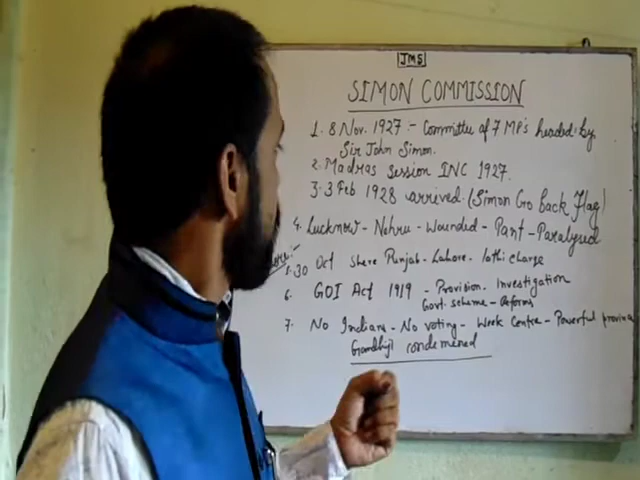 JMS
SIMON COMMISSION
1. 8 Nov. 1927:- Committee of 7 MP's headed by
Sir John Simon.
2. Madras session INC 1927.
3. 3 Feb 1928 arrived. (Simon Go Back Flag)
4. Lucknow - Nehru - Wounded - Pant - Paralysed
5. 30 Oct Shere Punjab - Lahore - lathi charge
6. GOI Act 1919 - Provision. Investigation
Govt. scheme - Reforms
7. No Indians - No voting - Week Centre - Powerful provinc
Gandhiji condemened